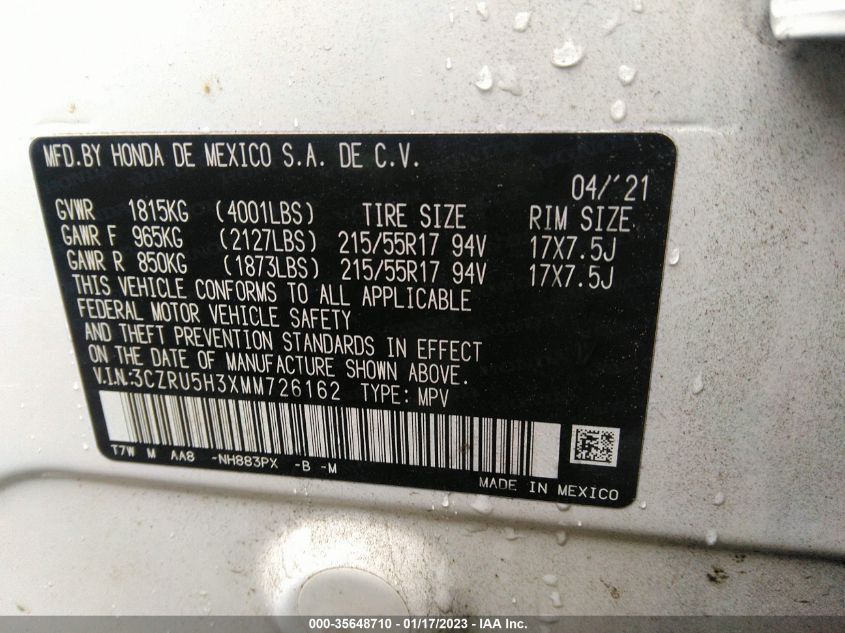 MFD.BY HONDA DE MEXICO S.A. DE C.V.
04/'21
GVWR 1815KG (4001LBS) TIRE SIZE RIM SIZE
GAWR F 965KG (2127LBS) 215/55R17 94V 17X7.5J
GAWR R 850KG (1873LBS) 215/55R17 94V 17X7.5J
THIS VEHICLE CONFORMS TO ALL APPLICABLE
FEDERAL MOTOR VEHICLE SAFETY
AND THEFT PREVENTION STANDARDS IN EFFECT
ON THE DATE OF MANUFACTURE SHOWN ABOVE.
V.I.N.:3CZRU5H3XMM726162 TYPE: MPV
T7W M AA8 -NH883PX -B -M
MADE IN MEXICO
000-35648710 - 01/17/2023 - IAA Inc.